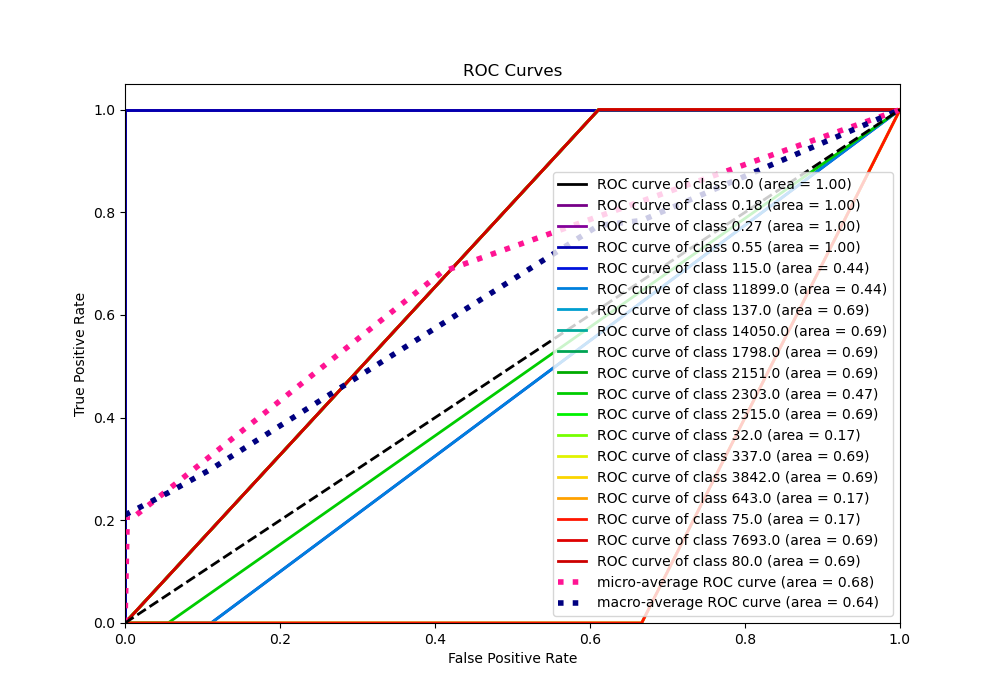 ROC Curves
True Positive Rate
1.0
0.8
0.6
0.4
0.2
0.0
ROC curve of class 0.0 (area = 1.00)
ROC curve of class 0.18 (area = 1.00)
ROC curve of class 0.27 (area = 1.00)
ROC curve of class 0.55 (area = 1.00)
ROC curve of class 115.0 (area = 0.44)
ROC curve of class 11899.0 (area = 0.44)
ROC curve of class 137.0 (area = 0.69)
ROC curve of class 14050.0 (area = 0.69)
ROC curve of class 1798.0 (area = 0.69)
ROC curve of class 2151.0 (area = 0.69)
ROC curve of class 2303.0 (area = 0.47)
ROC curve of class 2515.0 (area = 0.69)
ROC curve of class 32.0 (area = 0.17)
ROC curve of class 337.0 (area = 0.69)
ROC curve of class 3842.0 (area = 0.69)
ROC curve of class 643.0 (area = 0.17)
ROC curve of class 75.0 (area = 0.17)
ROC curve of class 7693.0 (area = 0.69)
ROC curve of class 80.0 (area = 0.69)
micro-average ROC curve (area = 0.68)
macro-average ROC curve (area = 0.64)
0.0 0.2 0.4 0.6 0.8 1.0
False Positive Rate